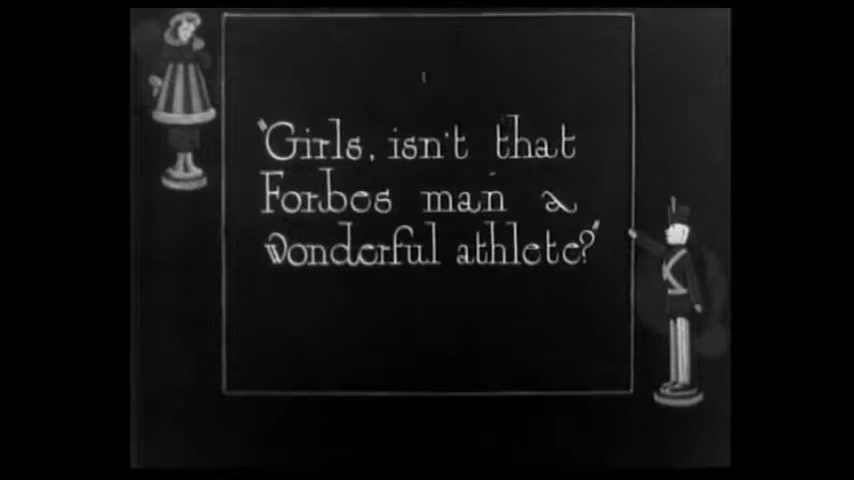 "Girls, isn't that
Forbes man a
wonderful athlete?"